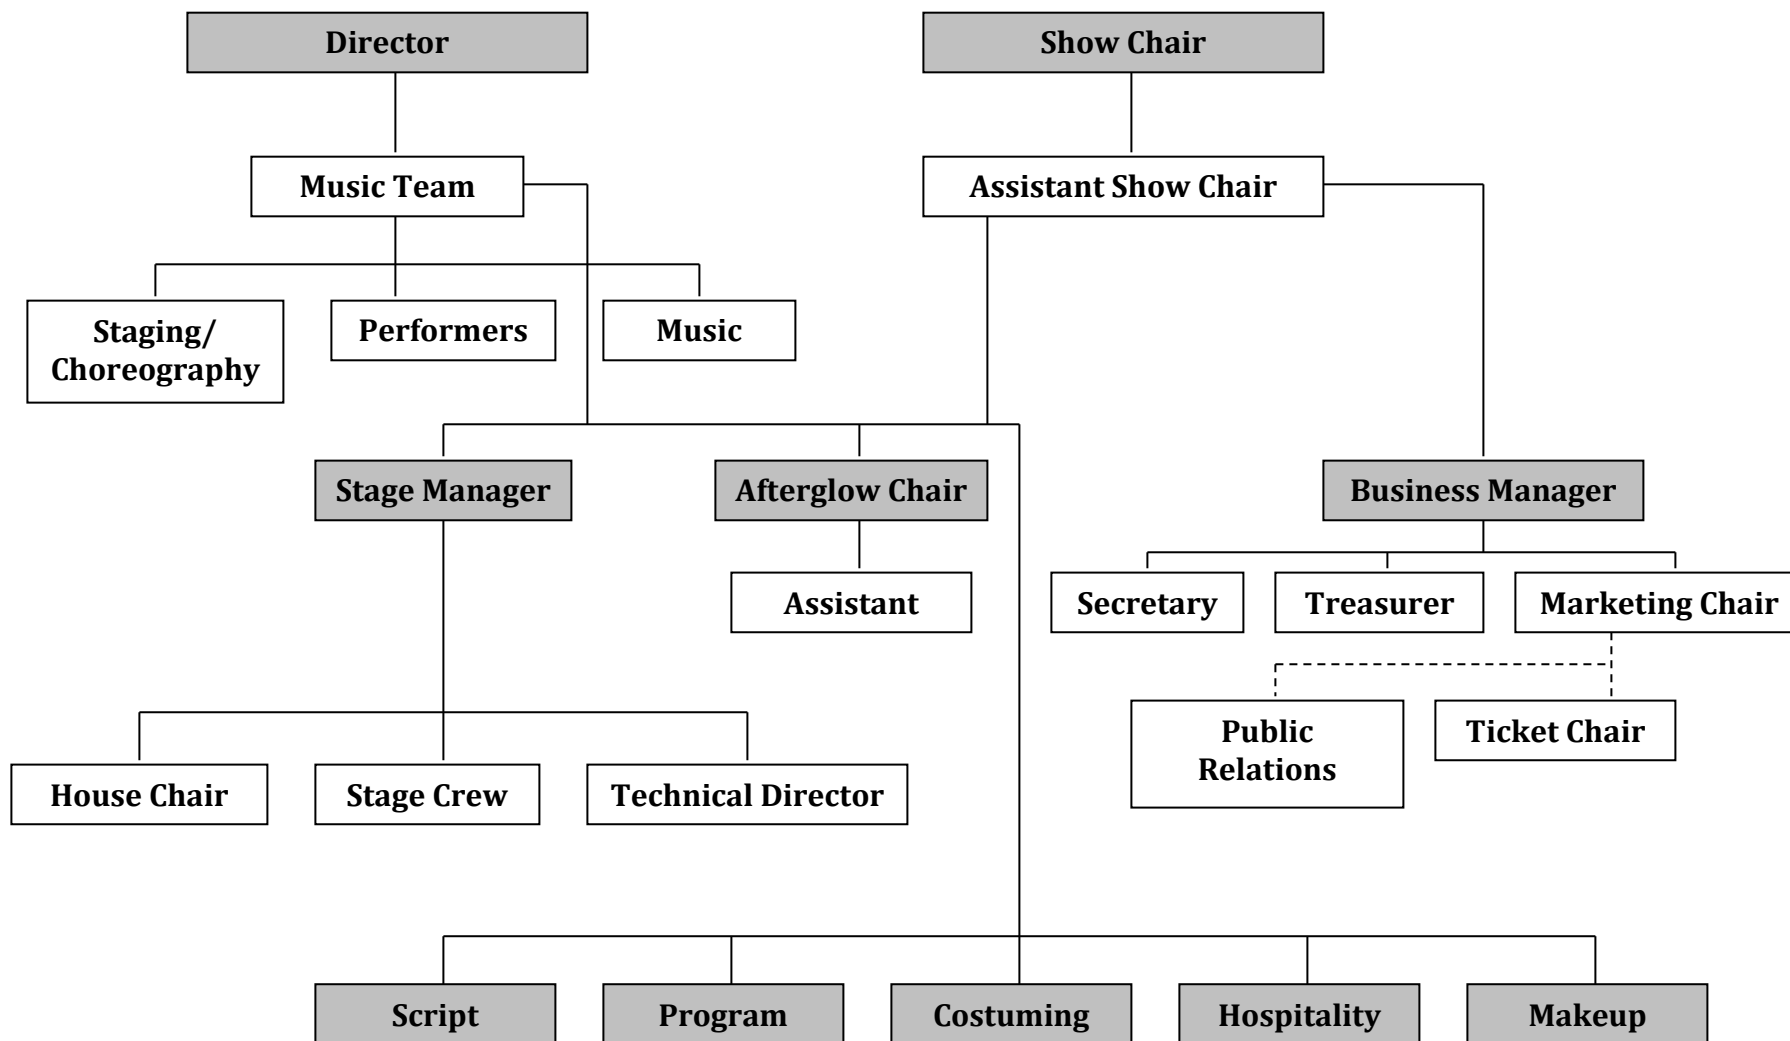 Director
Show Chair
Music Team
Assistant Show Chair
Staging/
Choreography
Performers
Music
Stage Manager
Afterglow Chair
Business Manager
Assistant
Secretary
Treasurer
Marketing Chair
Public
Relations
Ticket Chair
House Chair
Stage Crew
Technical Director
Script
Program
Costuming
Hospitality
Makeup